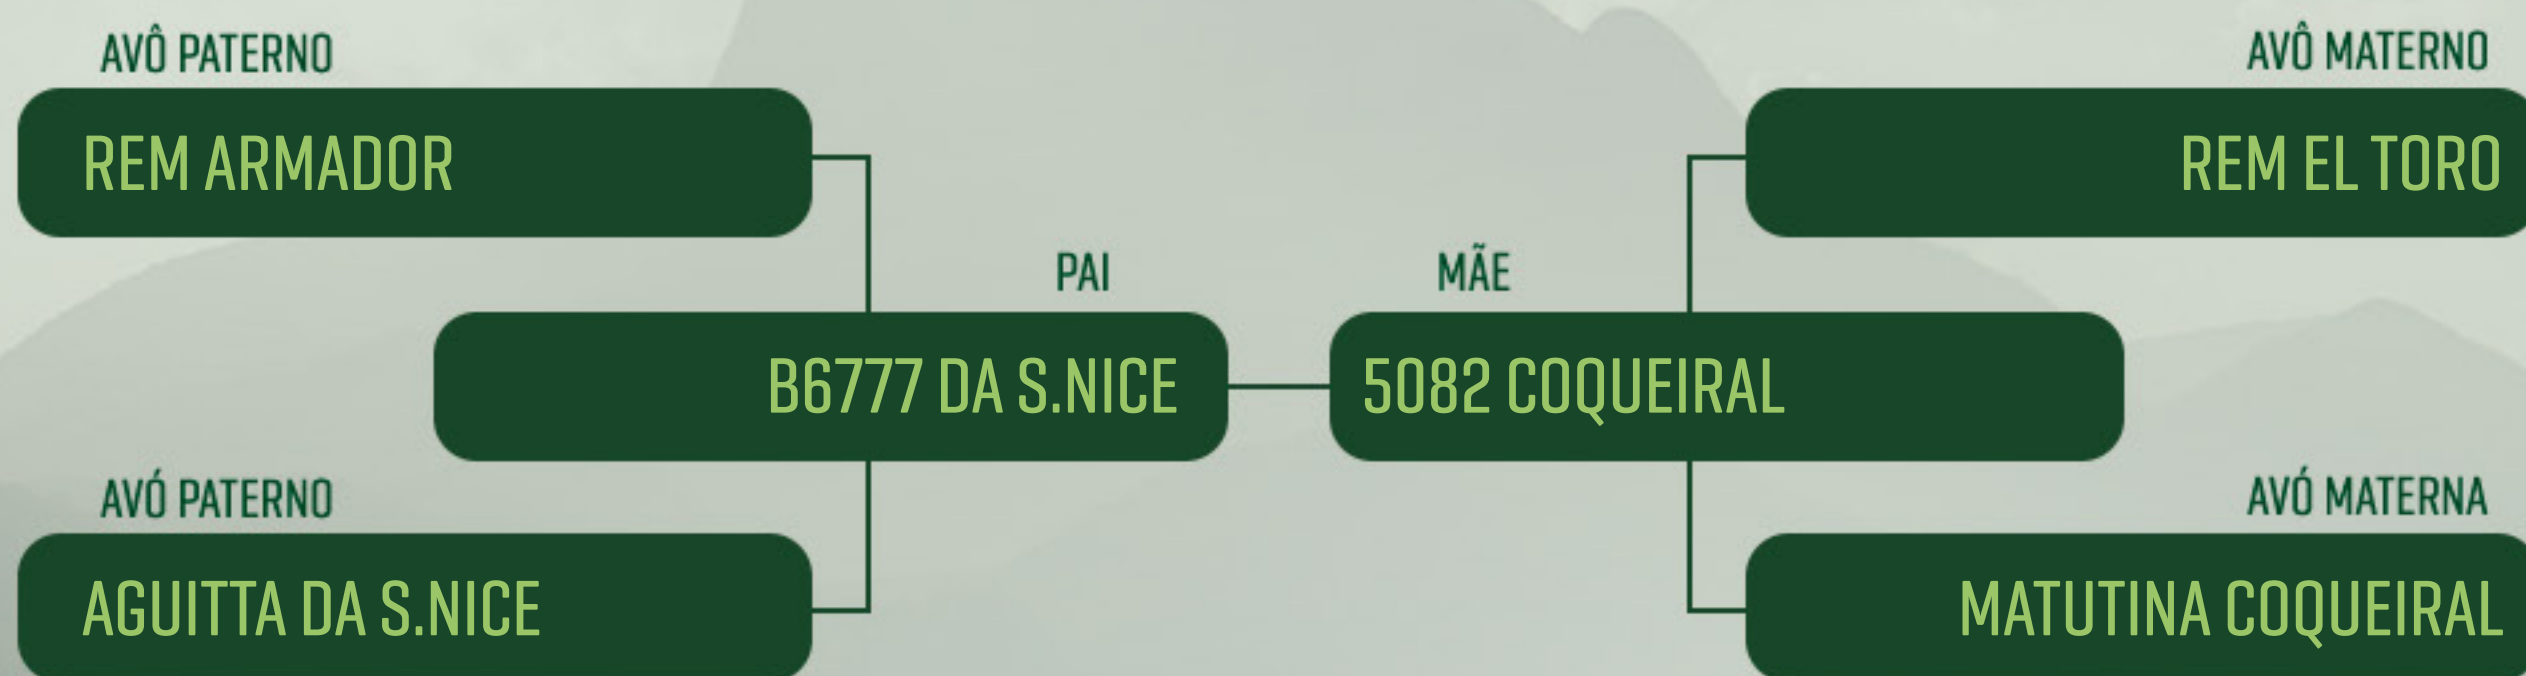 AVÔ PATERNO
AVÔ MATERNO
REM ARMADOR
REM EL TORO
PAI
MÃE
B6777 DA S.NICE
5082 COQUEIRAL
AVÓ PATERNO
AVÓ MATERNA
AGUITTA DA S.NICE
MATUTINA COQUEIRAL